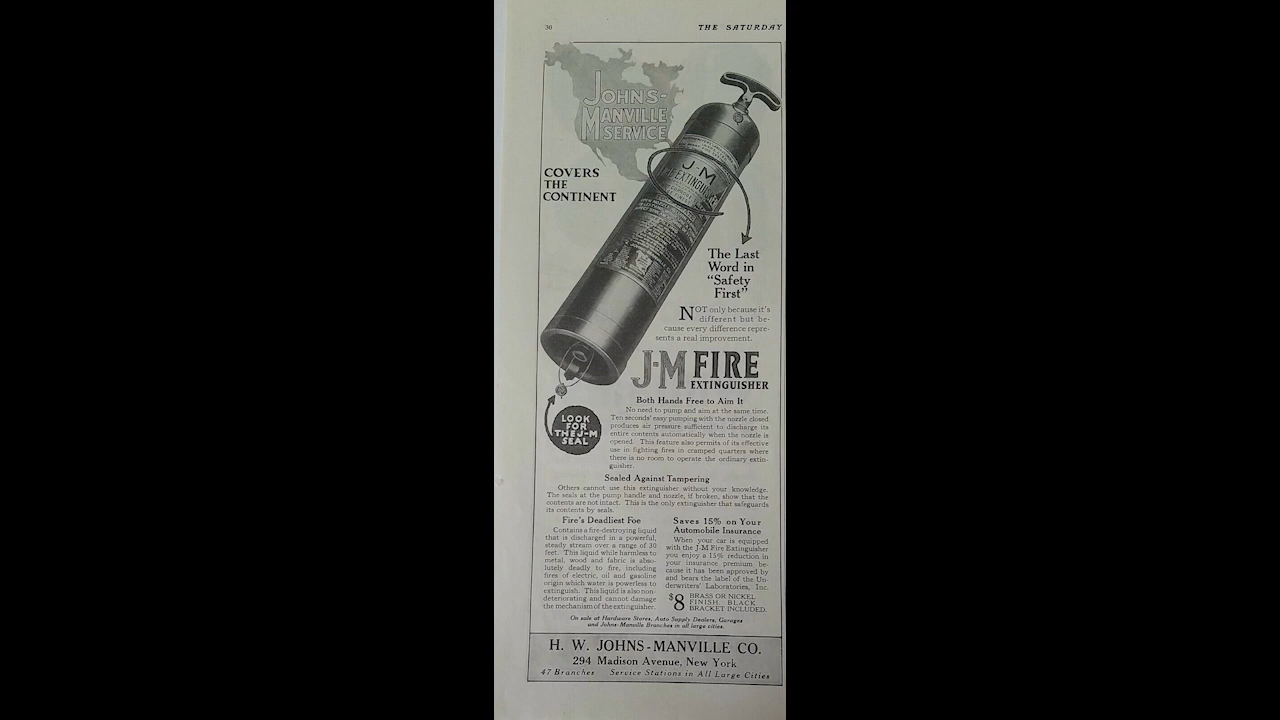 30
THE SATURDAY
JOHNS-
MANVILLE
SERVICE
COVERS
THE
CONTINENT
J-M
FIRE EXTINGUISHER
The Last
Word in
"Safety
First"
NOT only because it's
different but be-
cause every difference repre-
sents a real improvement.
J-M FIRE
EXTINGUISHER
LOOK
FOR
THE J-M
SEAL
Both Hands Free to Aim It
No need to pump and aim at the same time.
Ten seconds' easy pumping with the nozzle closed
produces air pressure sufficient to discharge its
entire contents automatically when the nozzle is
opened. This feature also permits of its effective
use in fighting fires in cramped quarters where
there is no room to operate the ordinary extin-
guisher.
Sealed Against Tampering
Others cannot use this extinguisher without your knowledge.
The seals at the pump handle and nozzle, if broken, show that the
contents are not intact. This is the only extinguisher that safeguards
its contents by seals.
Fire's Deadliest Foe
Contains a fire-destroying liquid
that is discharged in a powerful,
steady stream over a range of 30
feet. This liquid while harmless to
metal, wood and fabric is abso-
lutely deadly to fire, including
fires of electric, oil and gasoline
origin which water is powerless to
extinguish. This liquid is also non-
deteriorating and cannot damage
the mechanism of the extinguisher.
Saves 15% on Your
Automobile Insurance
When your car is equipped
with the J-M Fire Extinguisher
you enjoy a 15% reduction in
your insurance premium be-
cause it has been approved by
and bears the label of the Un-
derwriters' Laboratories, Inc.
$8 BRASS OR NICKEL
FINISH. BLACK
BRACKET INCLUDED.
On sale at Hardware Stores, Auto Supply Dealers, Garages
and Johns-Manville Branches in all large cities.
H. W. JOHNS-MANVILLE CO.
294 Madison Avenue, New York
47 Branches Service Stations in All Large Cities